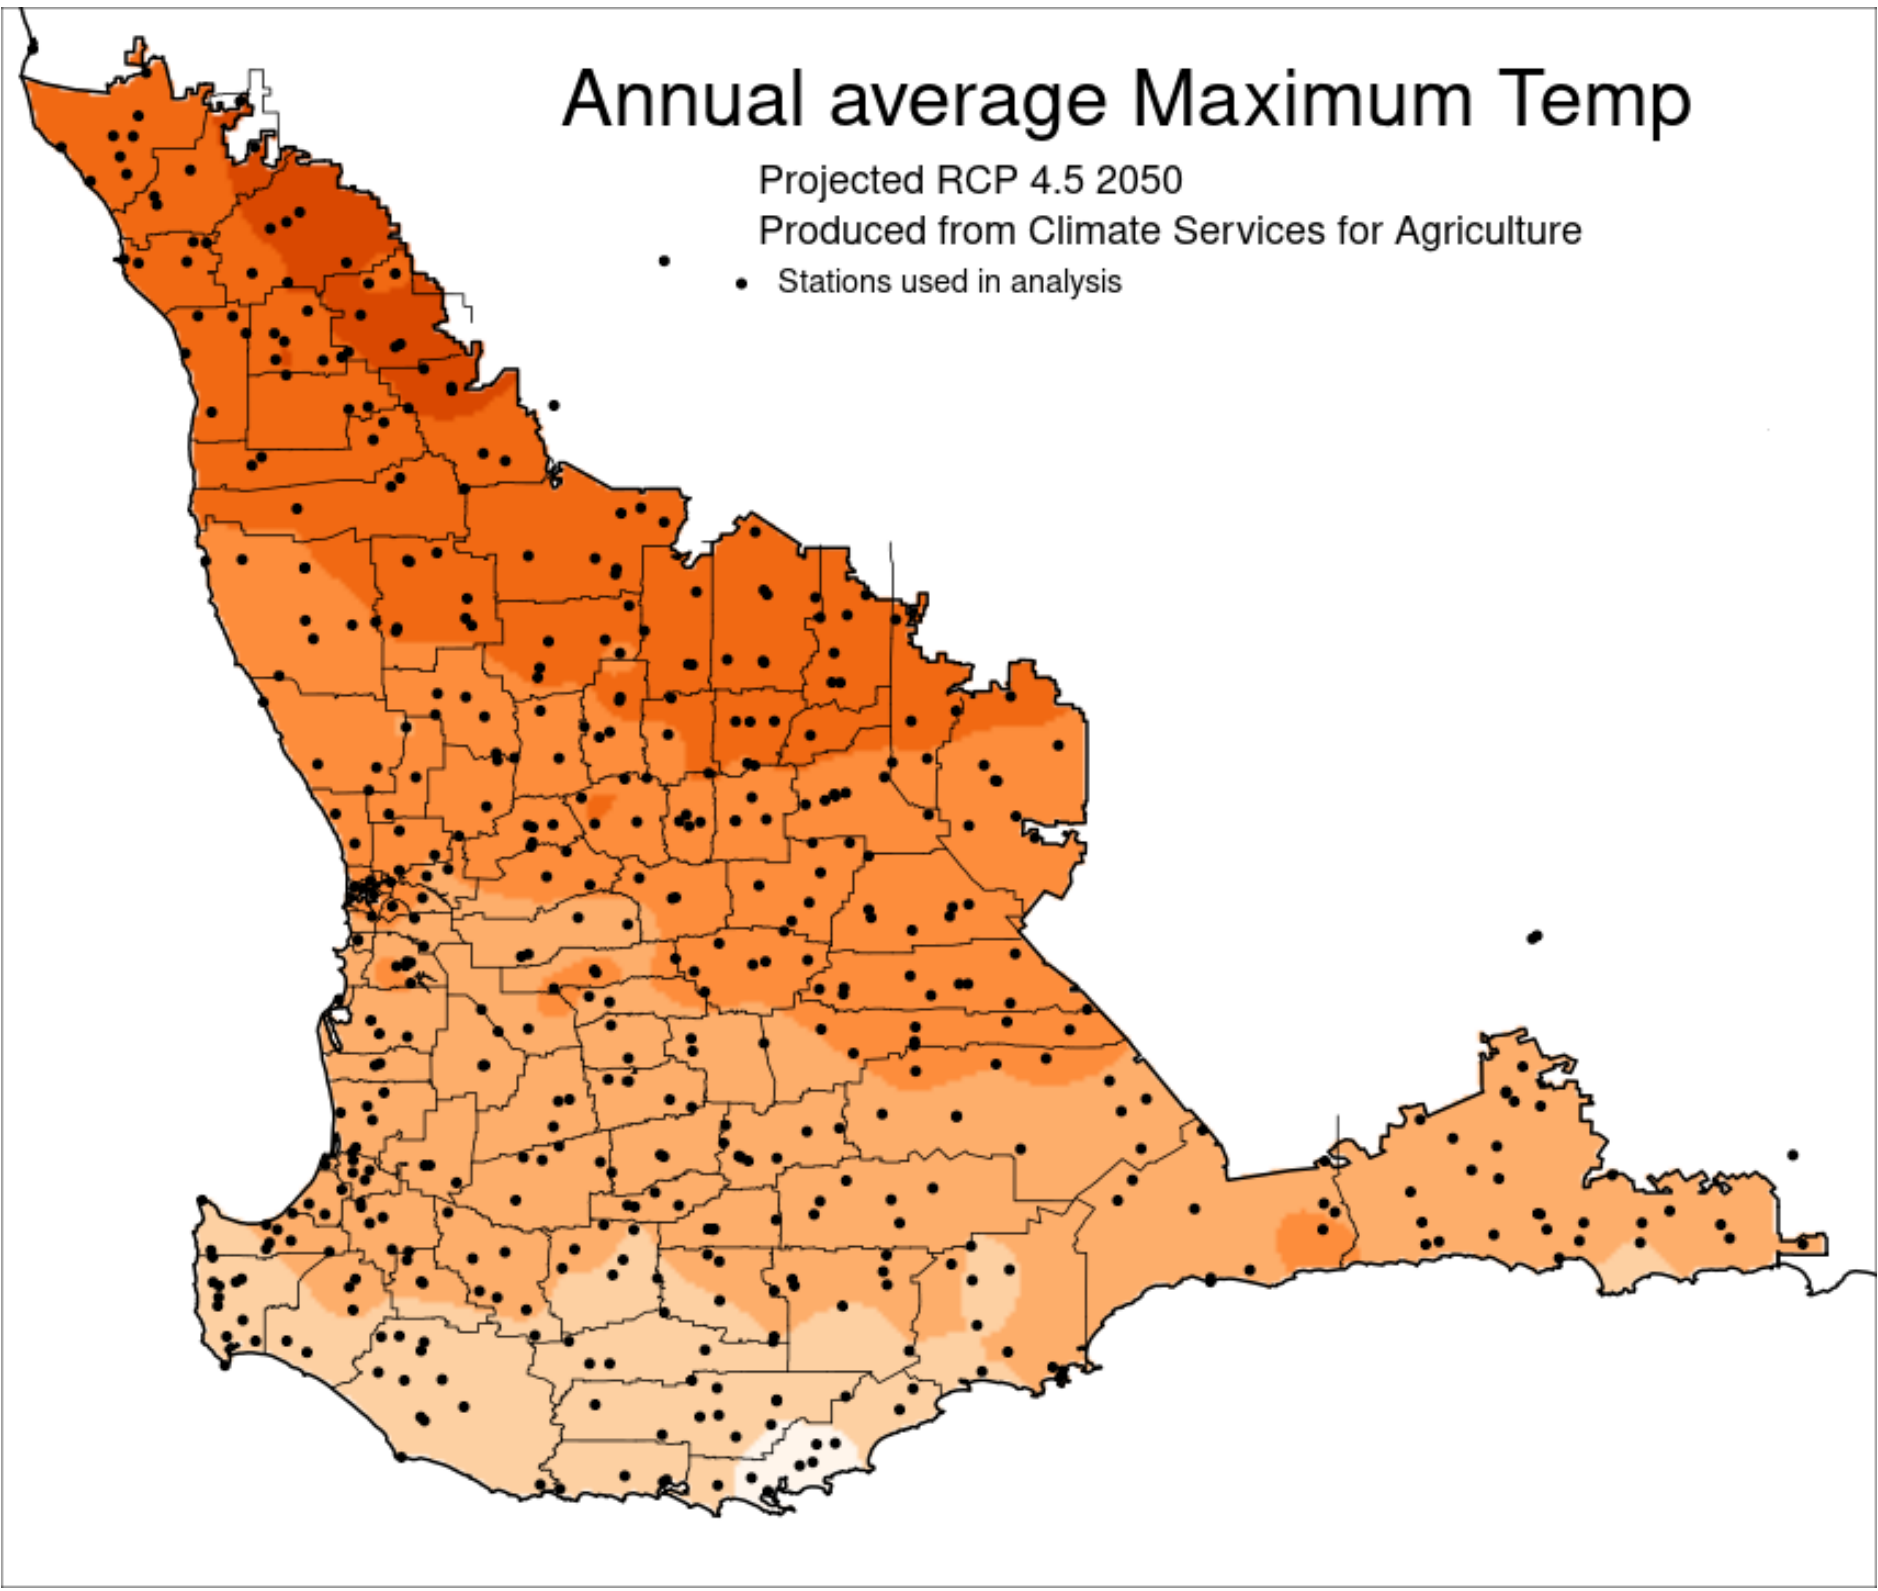 Annual average Maximum Temp
Projected RCP 4.5 2050
Produced from Climate Services for Agriculture
Stations used in analysis